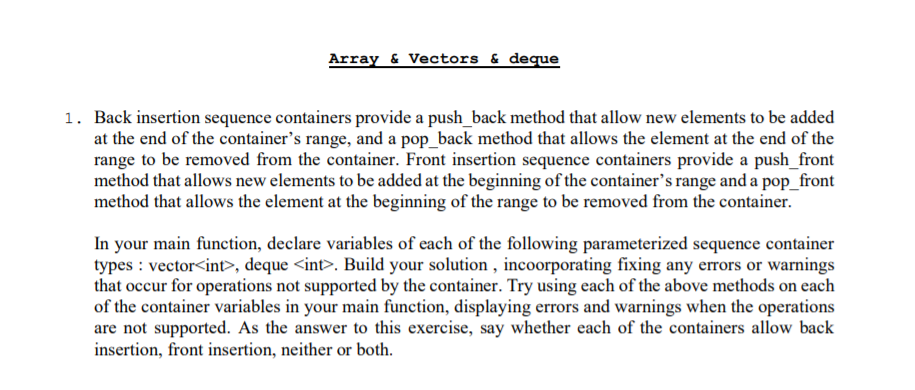 Array & Vectors & deque
1. Back insertion sequence containers provide a push_back method that allow new elements to be added
at the end of the container's range, and a pop_back method that allows the element at the end of the
range to be removed from the container. Front insertion sequence containers provide a push_front
method that allows new elements to be added at the beginning of the container's range and a pop_front
method that allows the element at the beginning of the range to be removed from the container.
In your main function, declare variables of each of the following parameterized sequence container
types : vector<int>, deque <int>. Build your solution , incoorporating fixing any errors or warnings
that occur for operations not supported by the container. Try using each of the above methods on each
of the container variables in your main function, displaying errors and warnings when the operations
are not supported. As the answer to this exercise, say whether each of the containers allow back
insertion, front insertion, neither or both.